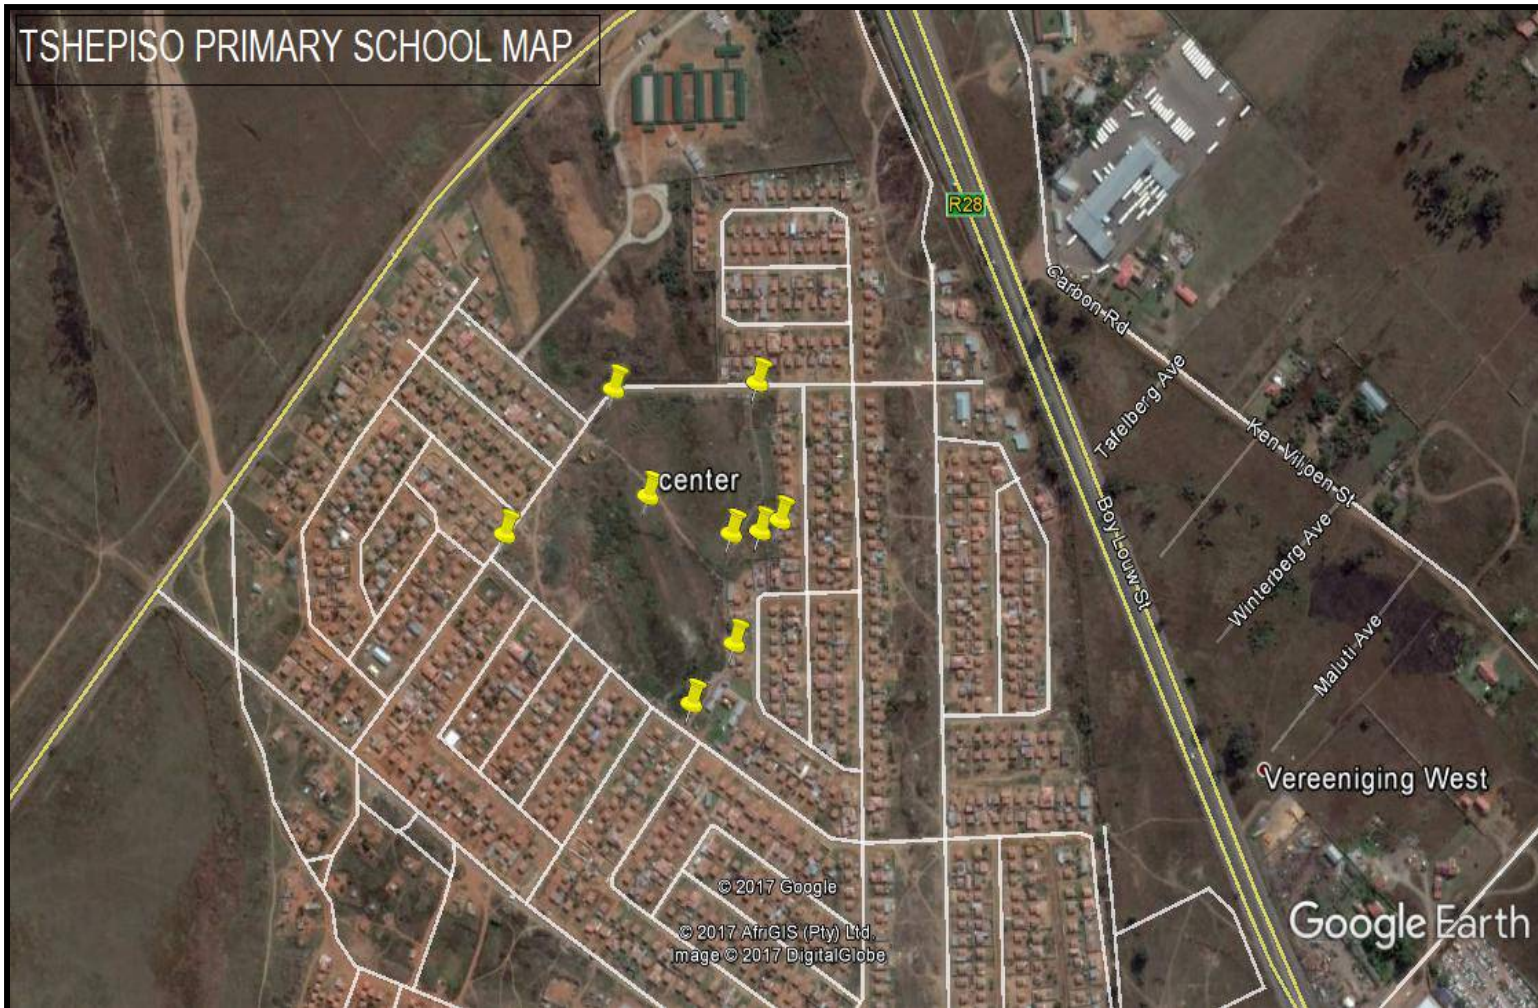 TSHEPISO PRIMARY SCHOOL MAP
R28
Carbon Rd
Tafelberg Ave
Ken Viljoen St
center
Boy Louw St
Winterberg Ave
Maluti Ave
Vereeniging West
© 2017 Google
© 2017 AfriGIS (Pty) Ltd.
Image © 2017 DigitalGlobe
Google Earth